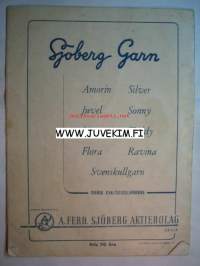 Sjöberg Garn
Amorin Silver
Juvel Sonny
WWW.JUVEKIM.FI
Flora Ravina
Svenskullgarn
A. FERD. SJÖBERG AKTIEBOLAG